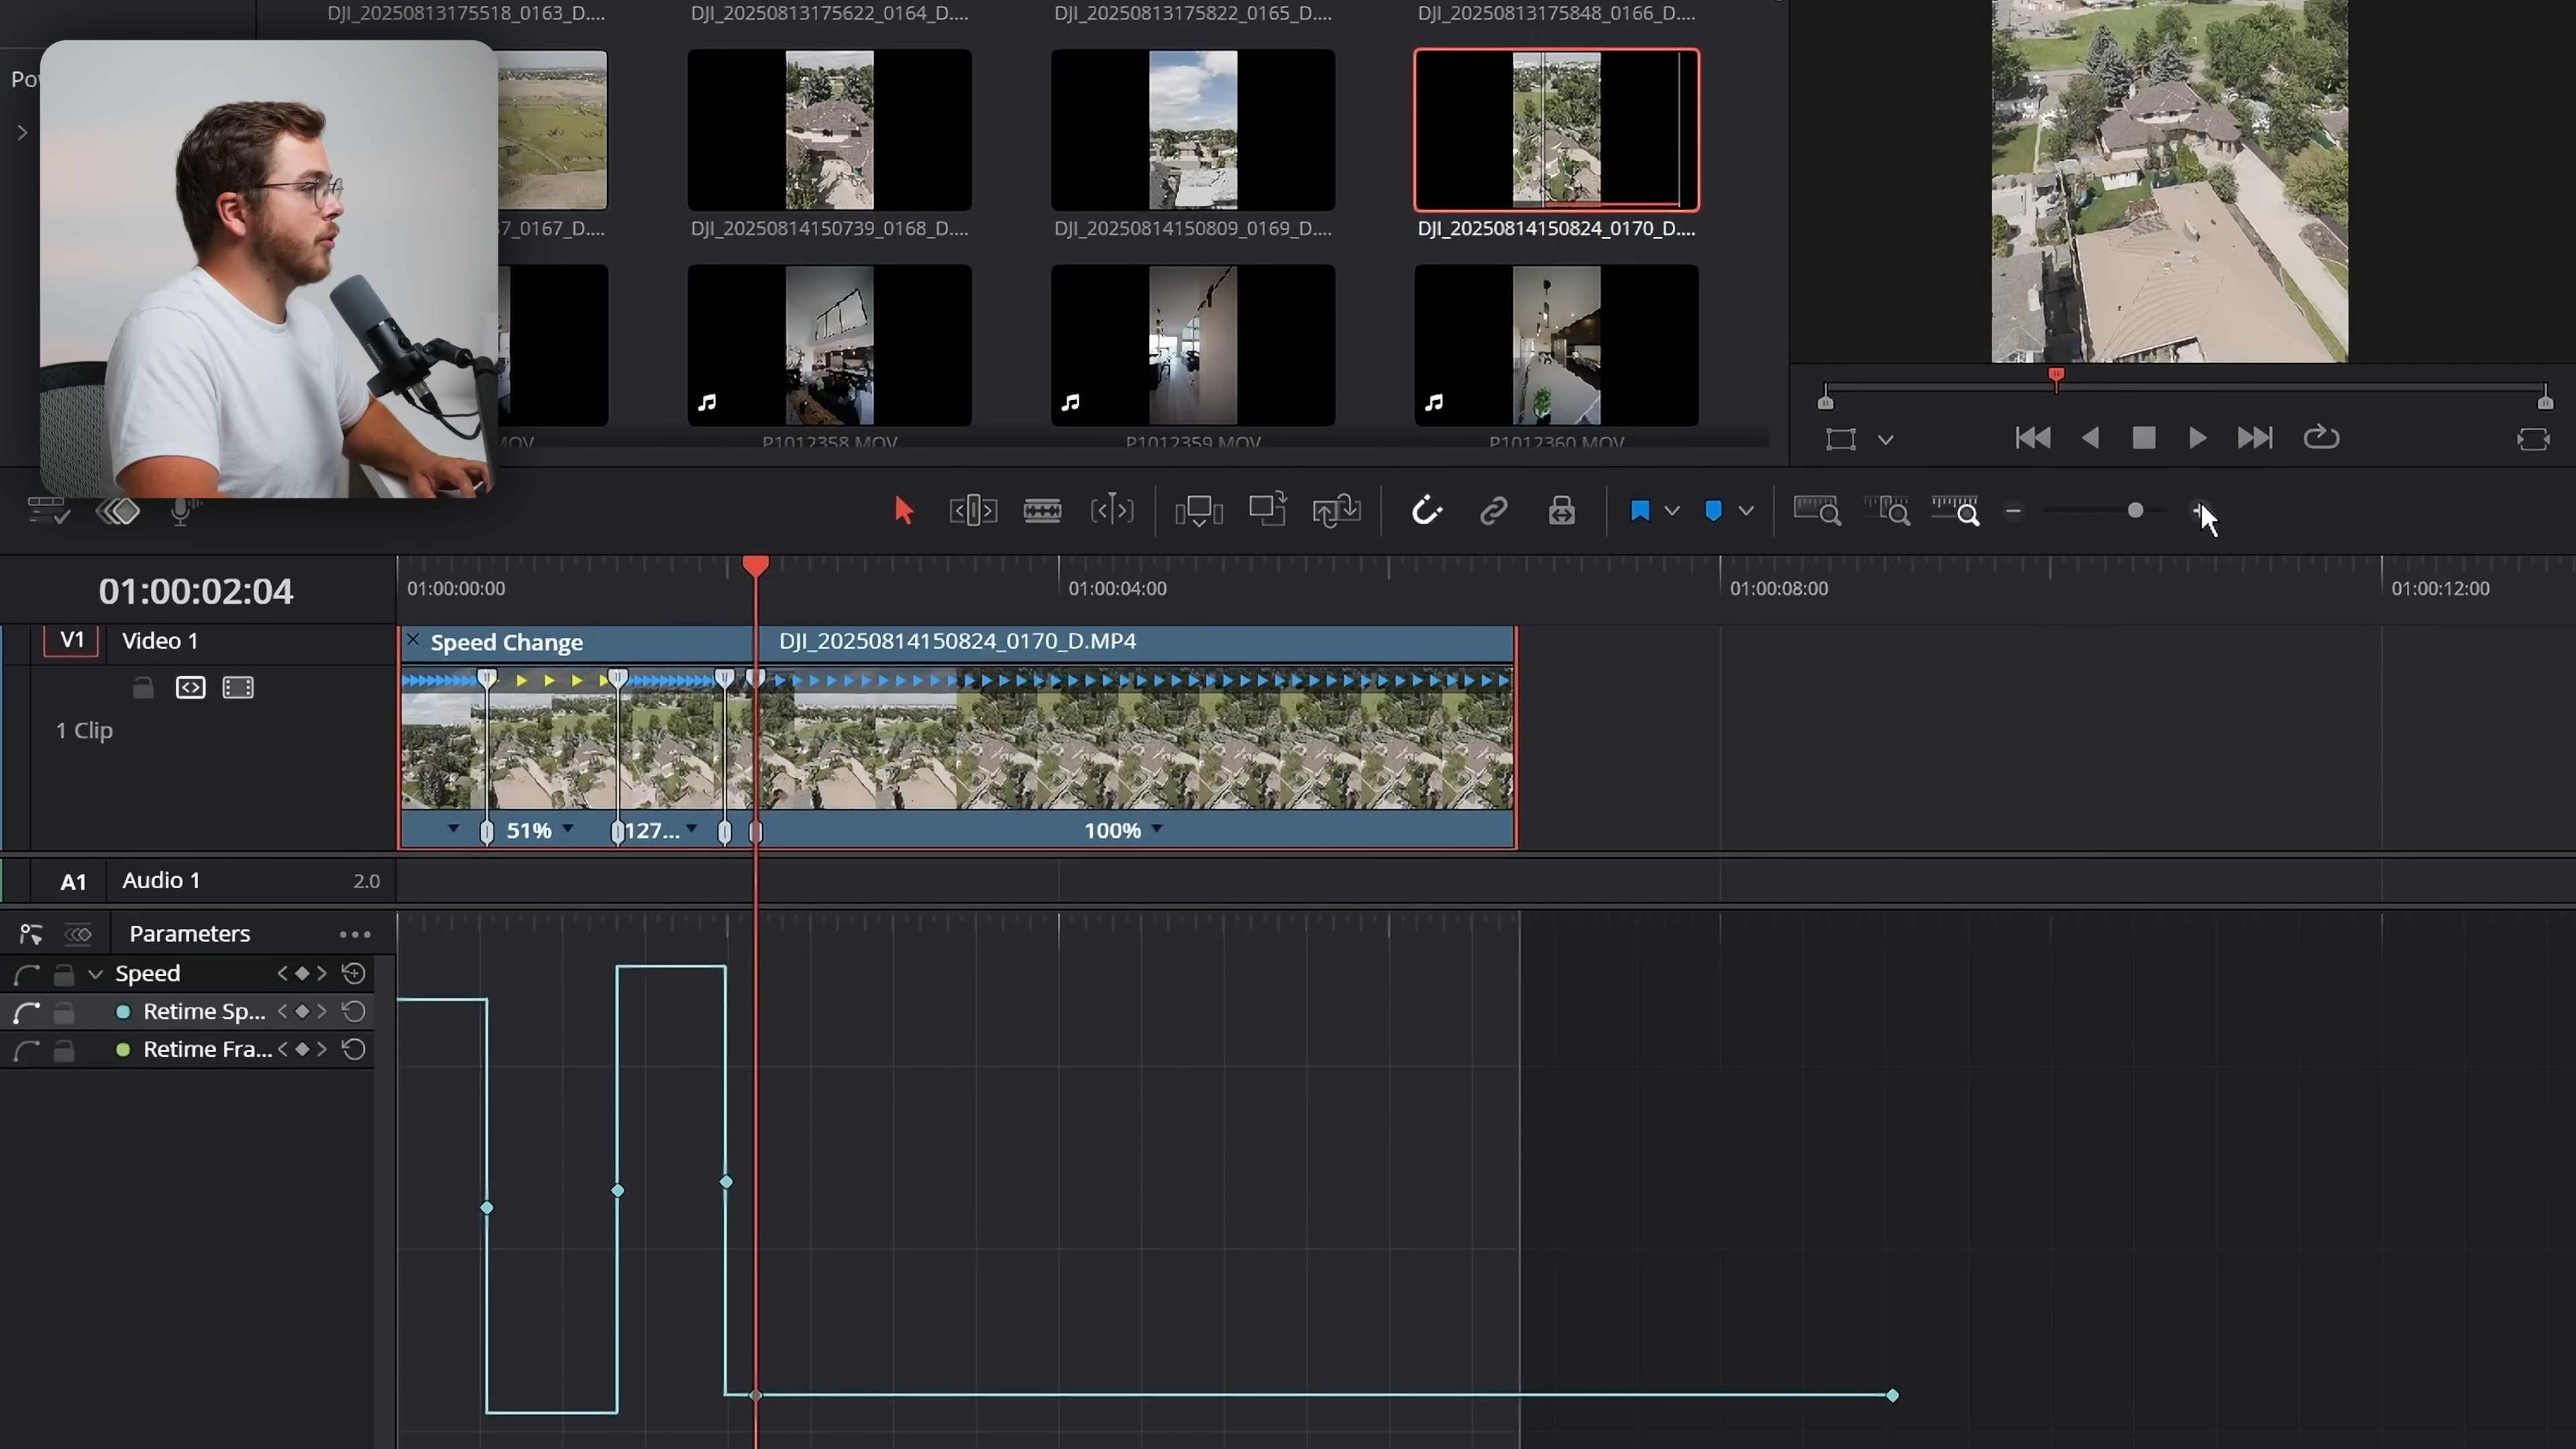 DJI_20250813175518_0163_D....
DJI_20250813175622_0164_D....
DJI_20250813175822_0165_D....
DJI_20250813175848_0166_D....
Po
7_0167_D....
DJI_20250814150739_0168_D....
DJI_20250814150809_0169_D....
DJI_20250814150824_0170_D....
MOV
P1012358.MOV
P1012359.MOV
P1012360.MOV
01:00:02:04
01:00:00:00
01:00:04:00
01:00:08:00
01:00:12:00
V1
Video 1
Speed Change
DJI_20250814150824_0170_D.MP4
1 Clip
51%
127...
100%
A1
Audio 1
2.0
Parameters
Speed
Retime Sp...
Retime Fra...